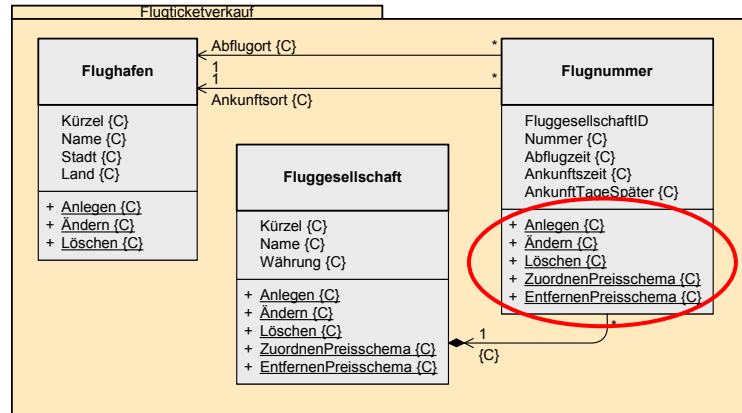 Flugticketverkauf
Flughafen
Kürzel {C}
Name {C}
Stadt {C}
Land {C}
+ Anlegen {C}
+ Ändern {C}
+ Löschen {C}
Abflugort {C}
*
1
1
*
Ankunftsort {C}
Flugnummer
FluggesellschaftID
Nummer {C}
Abflugzeit {C}
Ankunftszeit {C}
AnkunftTageSpäter {C}
+ Anlegen {C}
+ Ändern {C}
+ Löschen {C}
+ ZuordnenPreisschema {C}
+ EntfernenPreisschema {C}
Fluggesellschaft
Kürzel {C}
Name {C}
Währung {C}
+ Anlegen {C}
+ Ändern {C}
+ Löschen {C}
+ ZuordnenPreisschema {C}
+ EntfernenPreisschema {C}
1
*
{C}